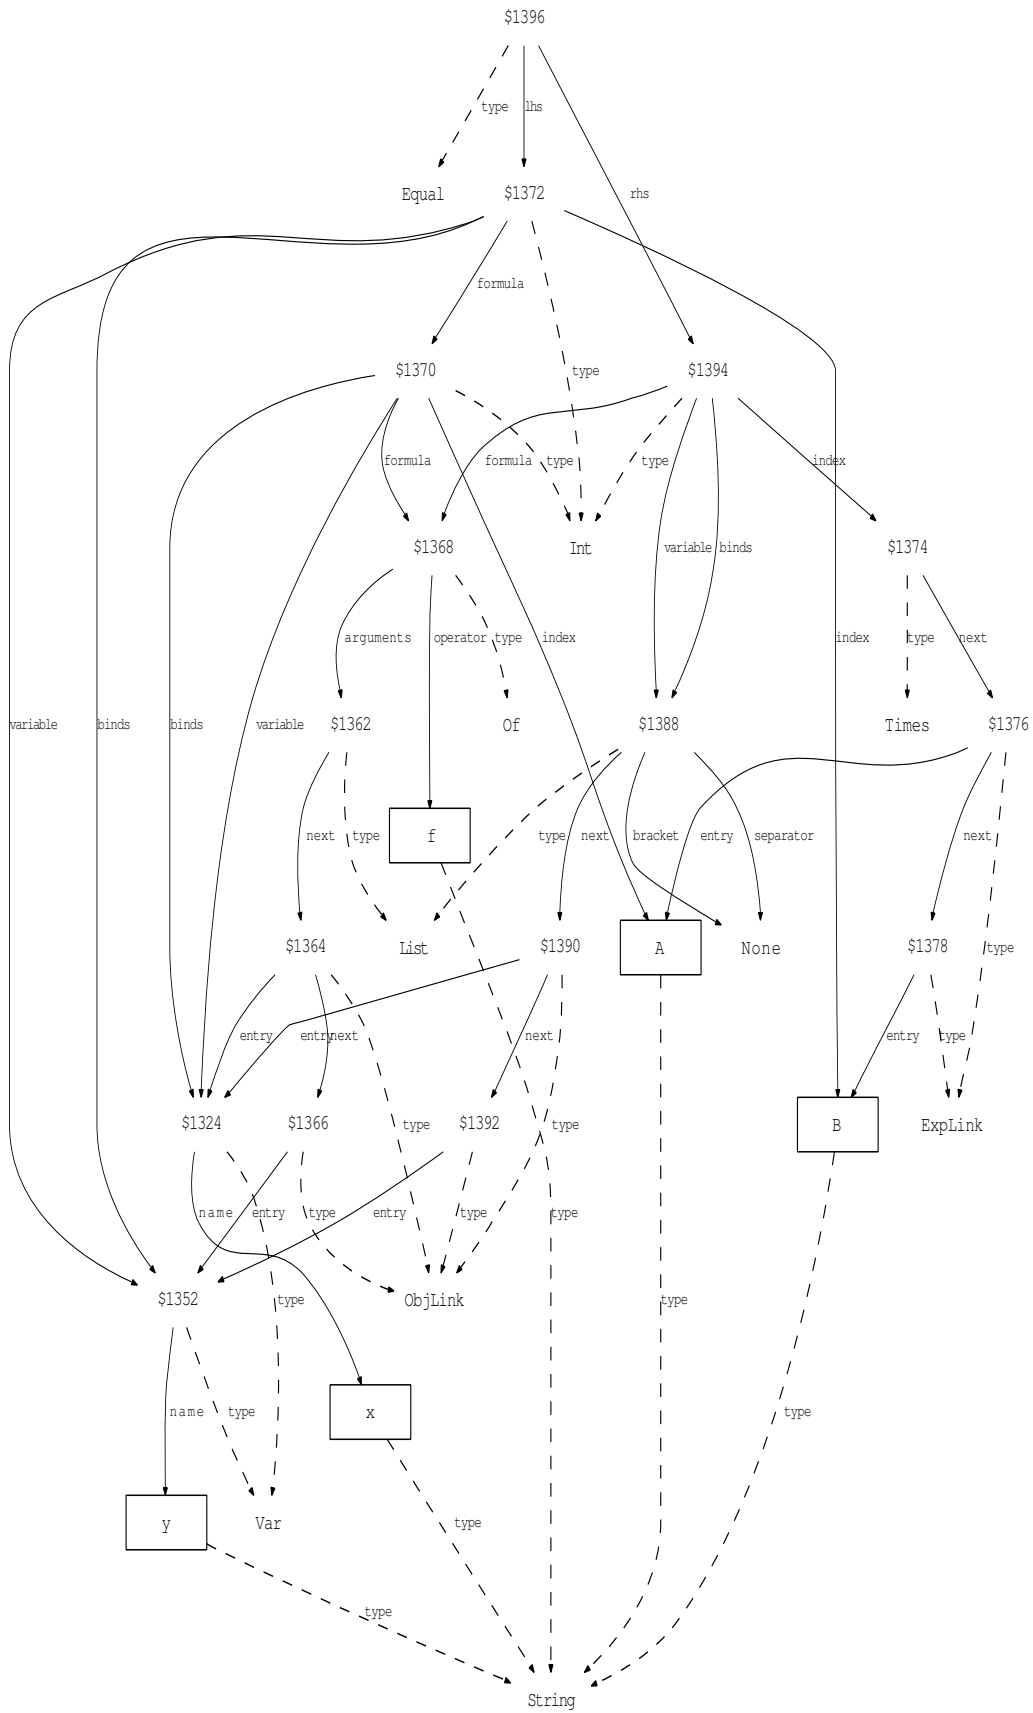 $1396
type lhs
Equal $1372 rhs
formula
$1370 type $1394
formula formula type type index
$1368 Int variable binds $1374
arguments operator type index index type next
variable binds binds variable $1362 Of $1388 Times $1376
next type f type next bracket entry separator next
$1364 List $1390 A None $1378 type
entry entry next next entry type
$1324 $1366 type $1392 type B ExpLink
name entry type entry type type
$1352 type ObjLink type
name type x type
y Var type
type
String